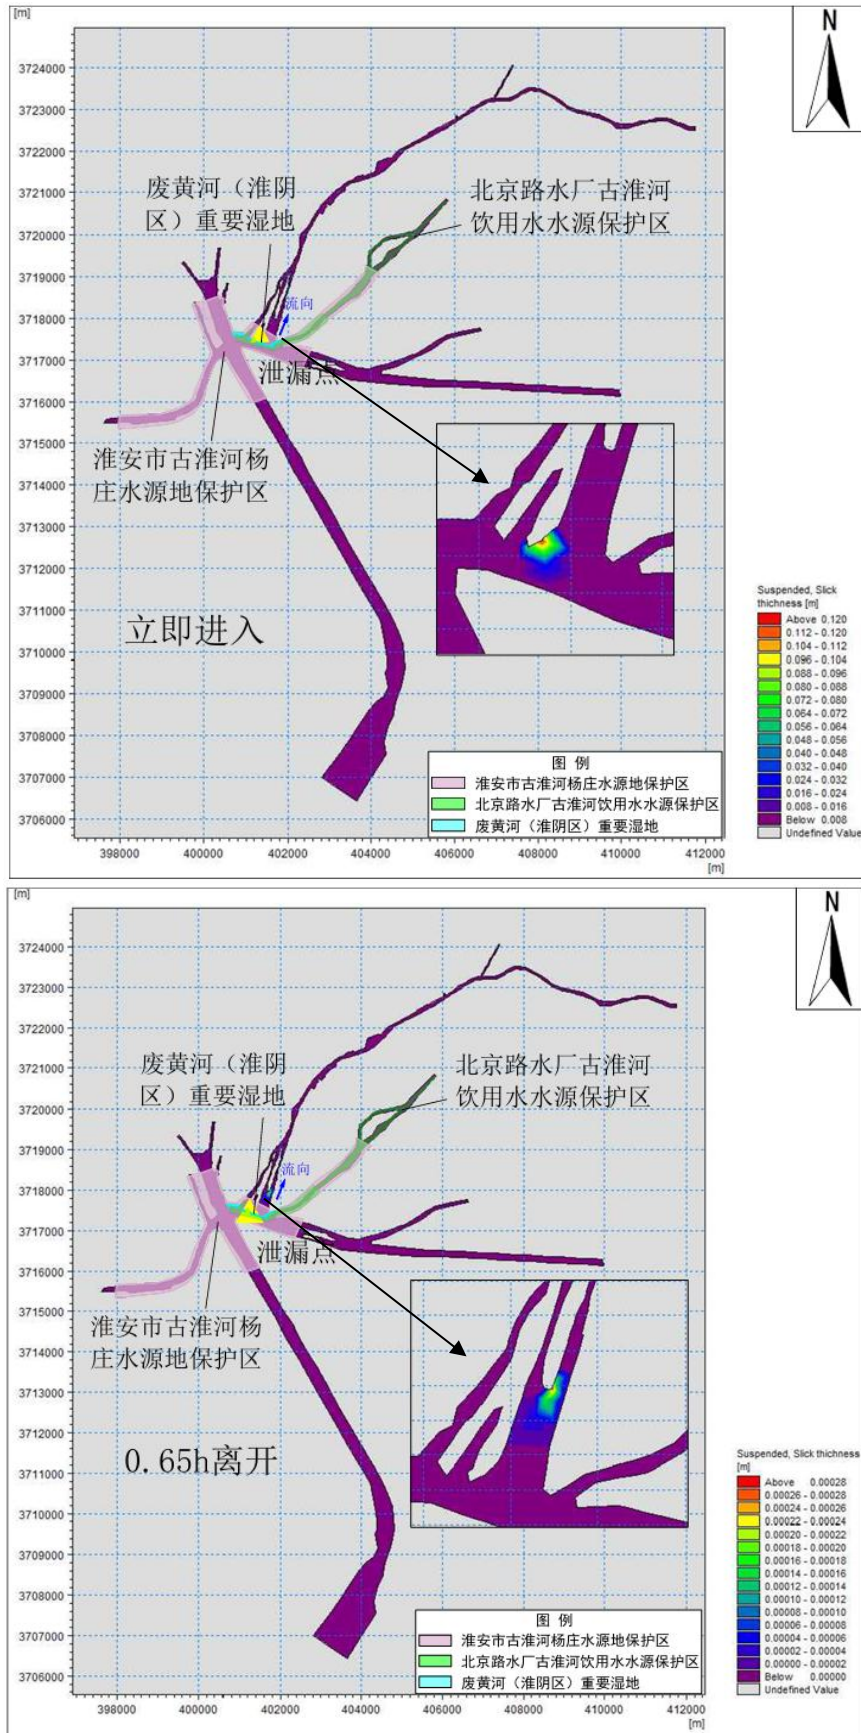 [m]
N
3724000
3723000
3722000
3721000
3720000
3719000
3718000
3717000
3716000
3715000
3714000
3713000
3712000
3711000
3710000
3709000
3708000
3707000
3706000
废黄河（淮阴
区）重要湿地
北京路水厂古淮河
饮用水水源保护区
流向
泄漏点
淮安市古淮河杨
庄水源地保护区
立即进入
Suspended, Slick
thichness [m]
Above 0.120
0.112 - 0.120
0.104 - 0.112
0.096 - 0.104
0.088 - 0.096
0.080 - 0.088
0.072 - 0.080
0.064 - 0.072
0.056 - 0.064
0.048 - 0.056
0.040 - 0.048
0.032 - 0.040
0.024 - 0.032
0.016 - 0.024
0.008 - 0.016
Below 0.008
Undefined Value
图 例
淮安市古淮河杨庄水源地保护区
北京路水厂古淮河饮用水水源保护区
废黄河（淮阴区）重要湿地
398000 400000 402000 404000 406000 408000 410000 412000
[m]
[m]
N
3724000
3723000
3722000
3721000
3720000
3719000
3718000
3717000
3716000
3715000
3714000
3713000
3712000
3711000
3710000
3709000
3708000
3707000
3706000
废黄河（淮阴
区）重要湿地
北京路水厂古淮河
饮用水水源保护区
流向
泄漏点
淮安市古淮河杨
庄水源地保护区
0.65h离开
Suspended, Slick thickness
[m]
Above 0.00028
0.00026 - 0.00028
0.00024 - 0.00026
0.00022 - 0.00024
0.00020 - 0.00022
0.00018 - 0.00020
0.00016 - 0.00018
0.00014 - 0.00016
0.00012 - 0.00014
0.00010 - 0.00012
0.00008 - 0.00010
0.00006 - 0.00008
0.00004 - 0.00006
0.00002 - 0.00004
0.00000 - 0.00002
Below 0.00000
Undefined Value
图 例
淮安市古淮河杨庄水源地保护区
北京路水厂古淮河饮用水水源保护区
废黄河（淮阴区）重要湿地
398000 400000 402000 404000 406000 408000 410000 412000
[m]